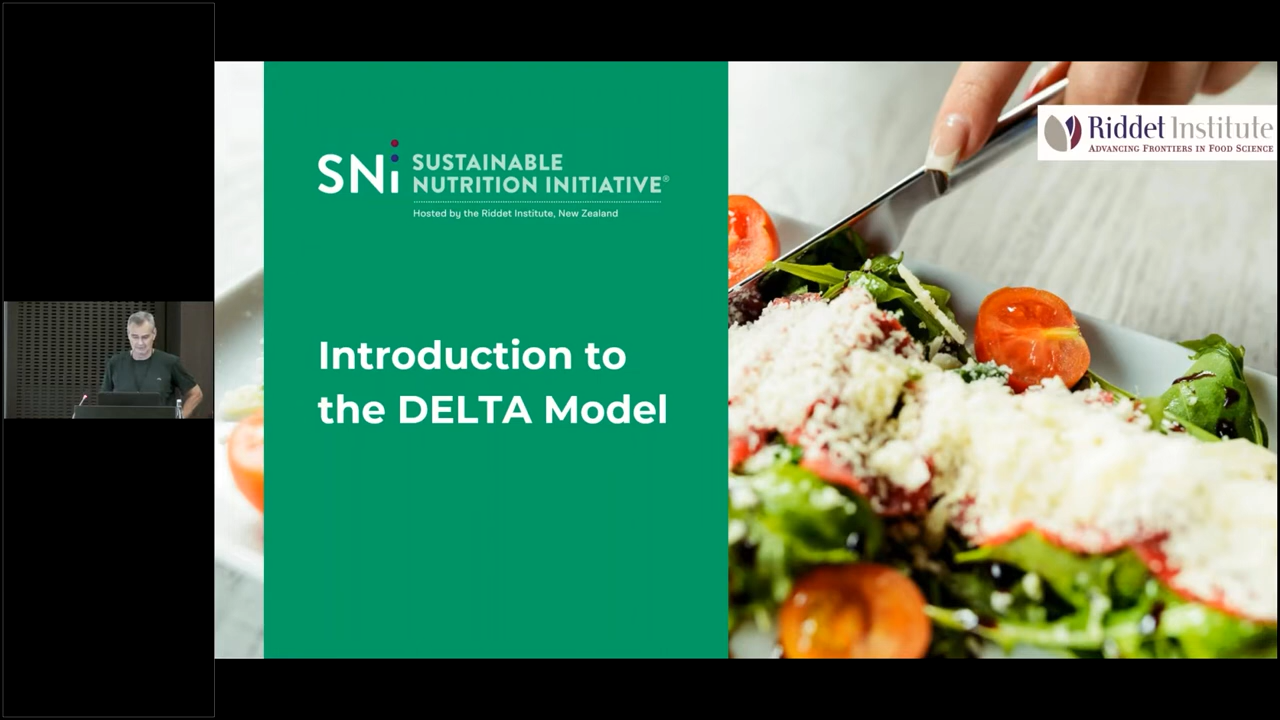 SNi SUSTAINABLE
NUTRITION INITIATIVE®
Hosted by the Riddet Institute, New Zealand
Introduction to
the DELTA Model
Riddet Institute
ADVANCING FRONTIERS IN FOOD SCIENCE